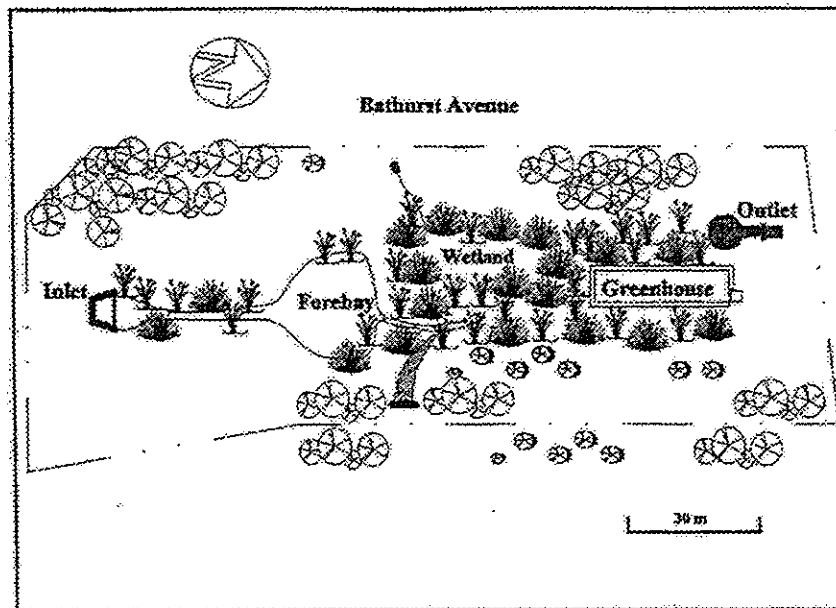 Bathurst Avenue
Outlet
Wetland
Inlet
Forebay
Greenhouse
30 m